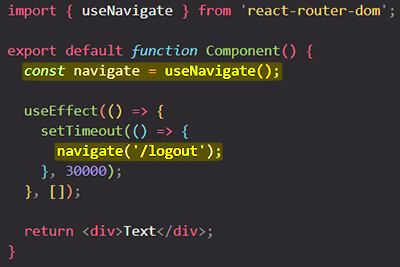 import { useNavigate } from 'react-router-dom';
export default function Component() {
const navigate = useNavigate();
useEffect(() => {
setTimeout(() => {
navigate('/logout');
}, 30000);
}, []);
return <div>Text</div>;
}